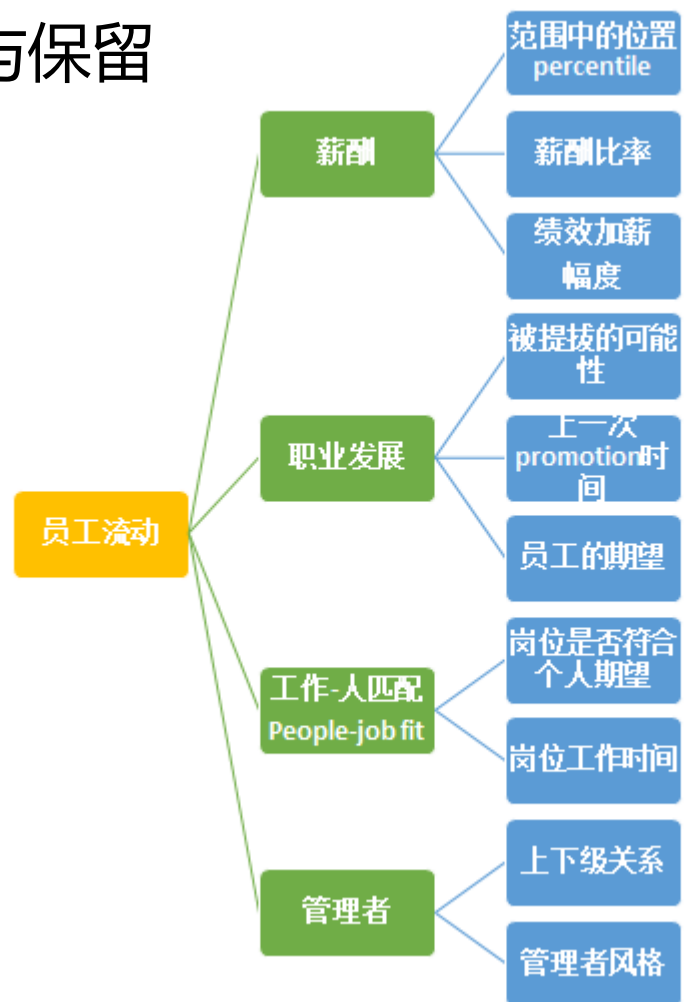 与保留
范围中的位置
percentile
薪酬
薪酬比率
绩效加薪
幅度
被提拔的可能
性
职业发展
上一次
promotion时
间
员工流动
员工的期望
岗位是否符合
个人期望
工作-人匹配
People-job fit
岗位工作时间
上下级关系
管理者
管理者风格